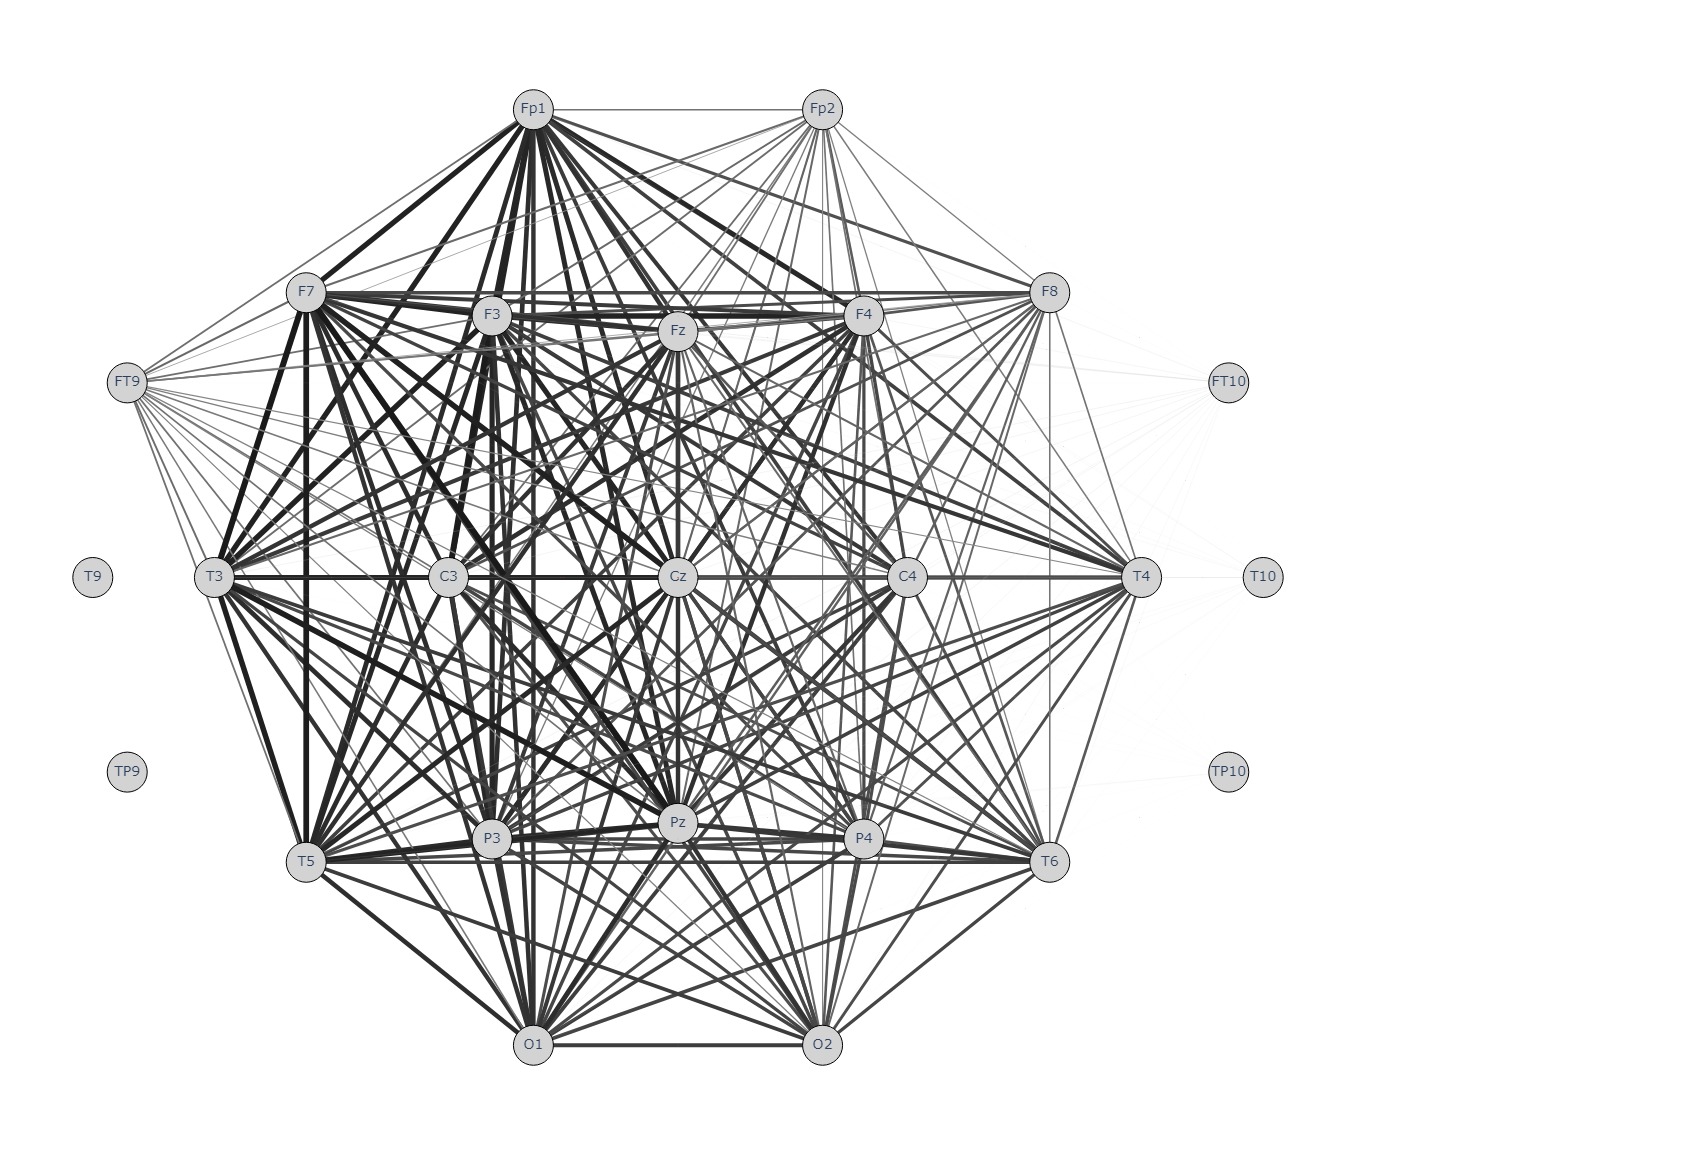 Fp1 Fp2
F7 F3 Fz F4 F8
FT9 FT10
T9 T3 C3 Cz C4 T4 T10
TP9 TP10
T5 P3 Pz P4 T6
O1 O2